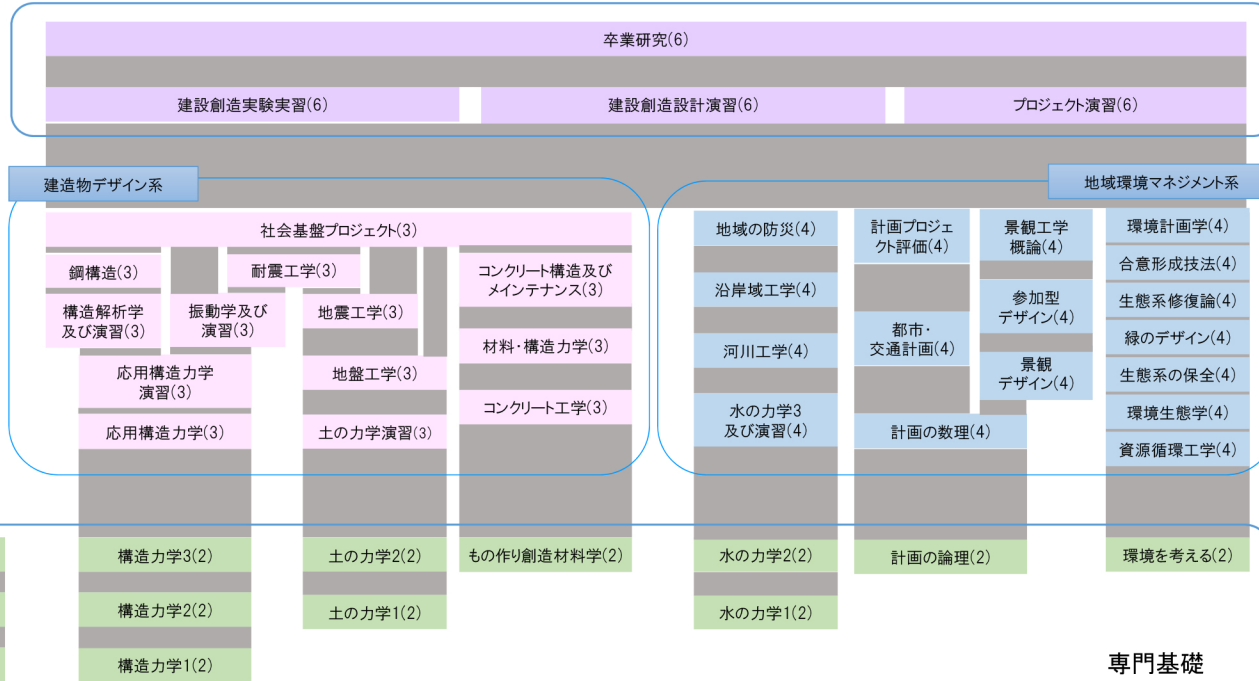 卒業研究(6)
建設創造実験実習(6)
建設創造設計演習(6)
プロジェクト演習(6)
建造物デザイン系
地域環境マネジメント系
社会基盤プロジェクト(3)
鋼構造(3)
耐震工学(3)
コンクリート構造及び
メインテナンス(3)
構造解析学
及び演習(3)
振動学及び
演習(3)
地震工学(3)
材料・構造力学(3)
応用構造力学
演習(3)
地盤工学(3)
コンクリート工学(3)
応用構造力学(3)
土の力学演習(3)
地域の防災(4)
計画プロジェ
クト評価(4)
景観工学
概論(4)
環境計画学(4)
合意形成技法(4)
沿岸域工学(4)
参加型
デザイン(4)
生態系修復論(4)
都市・
交通計画(4)
緑のデザイン(4)
河川工学(4)
景観
デザイン(4)
生態系の保全(4)
水の力学3
及び演習(4)
環境生態学(4)
計画の数理(4)
資源循環工学(4)
構造力学3(2)
土の力学2(2)
もの作り創造材料学(2)
水の力学2(2)
計画の論理(2)
環境を考える(2)
構造力学2(2)
土の力学1(2)
水の力学1(2)
構造力学1(2)
専門基礎